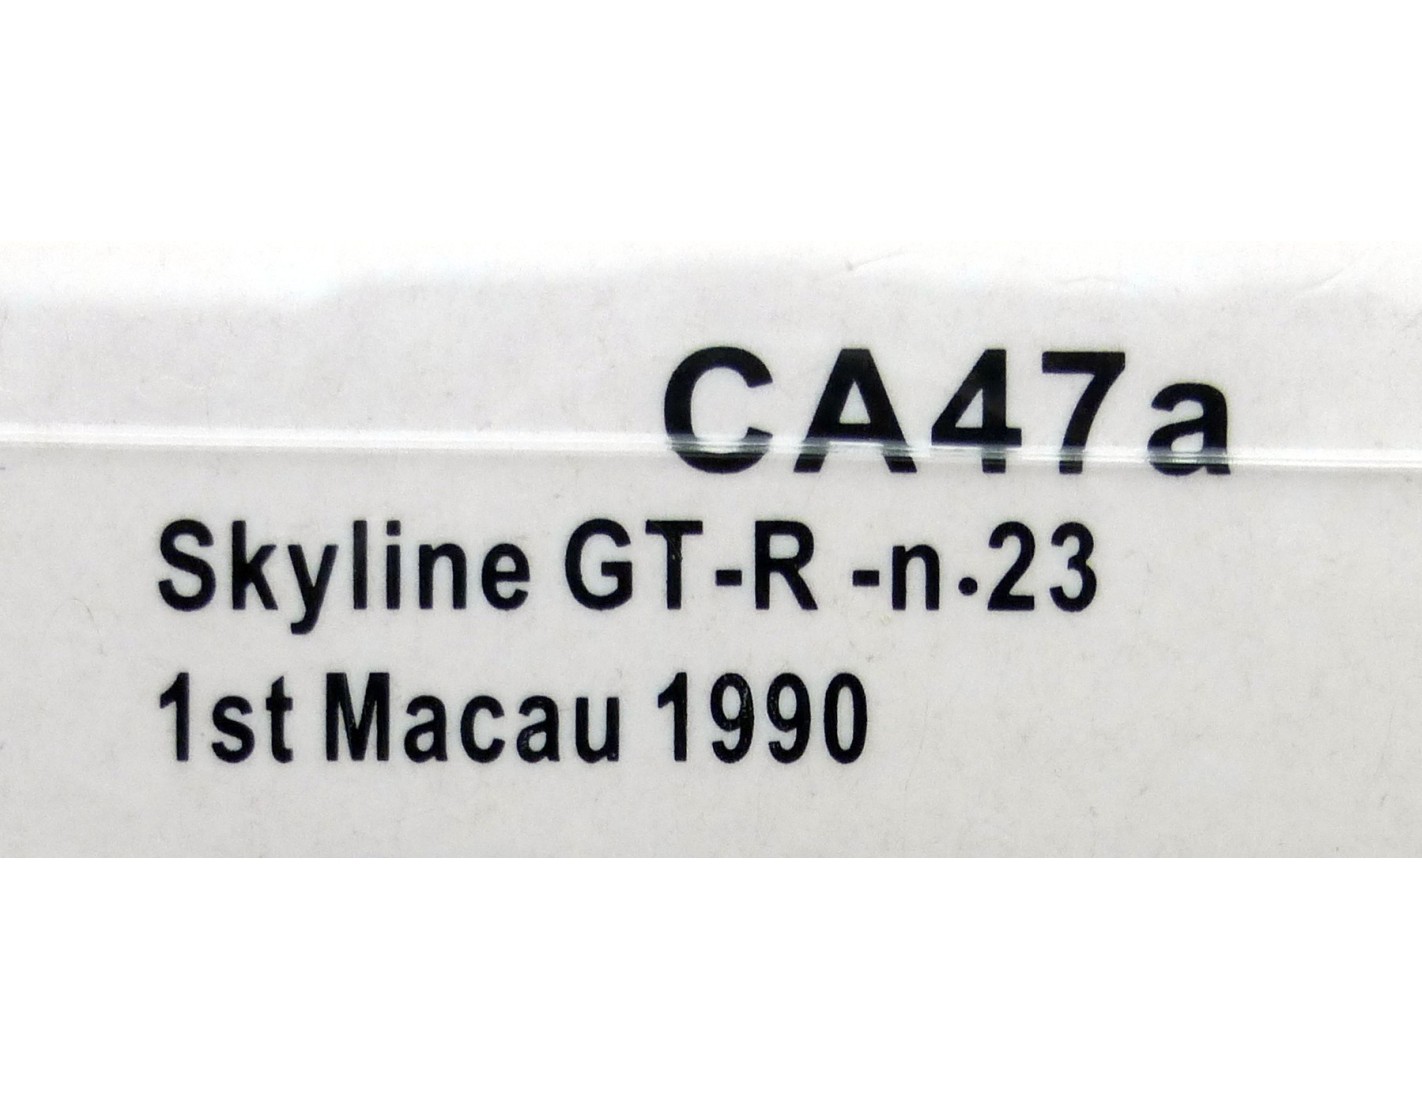 CA47a
Skyline GT-R -n.23
1st Macau 1990